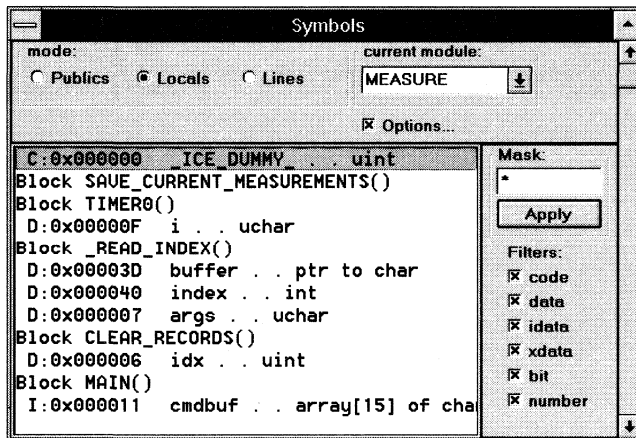 Symbols
mode:
Publics Locals Lines
current module:
MEASURE
Options...
C:0x000000 _ICE_DUMMY_ . . uint
Block SAVE_CURRENT_MEASUREMENTS()
Block TIMER0()
D:0x00000F i . . uchar
Block _READ_INDEX()
D:0x00003D buffer . . ptr to char
D:0x000040 index . . int
D:0x000007 args . . uchar
Block CLEAR_RECORDS()
D:0x000006 idx . . uint
Block MAIN()
I:0x000011 cmdbuf . . array[15] of cha
Mask:
*
Apply
Filters:
code
data
idata
xdata
bit
number